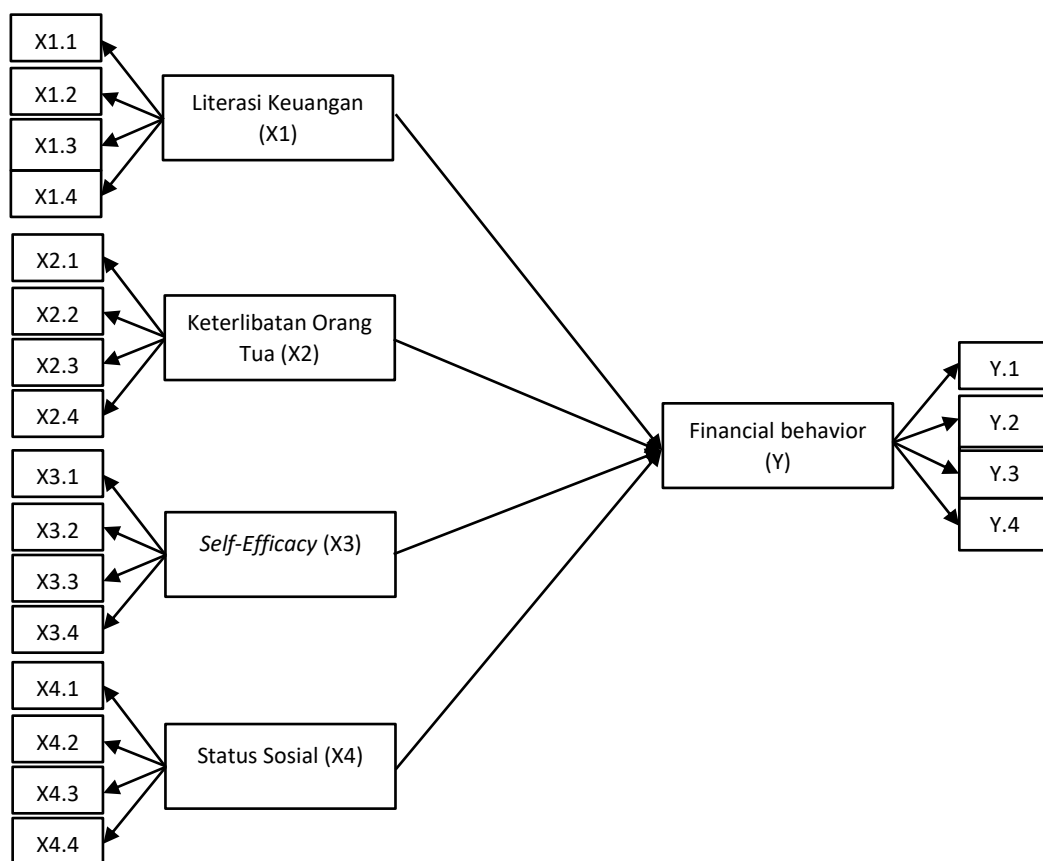 X1.1
X1.2
X1.3
X1.4
Literasi Keuangan
(X1)
X2.1
X2.2
X2.3
X2.4
Keterlibatan Orang
Tua (X2)
X3.1
X3.2
X3.3
X3.4
Self-Efficacy (X3)
X4.1
X4.2
X4.3
X4.4
Status Sosial (X4)
Financial behavior
(Y)
Y.1
Y.2
Y.3
Y.4